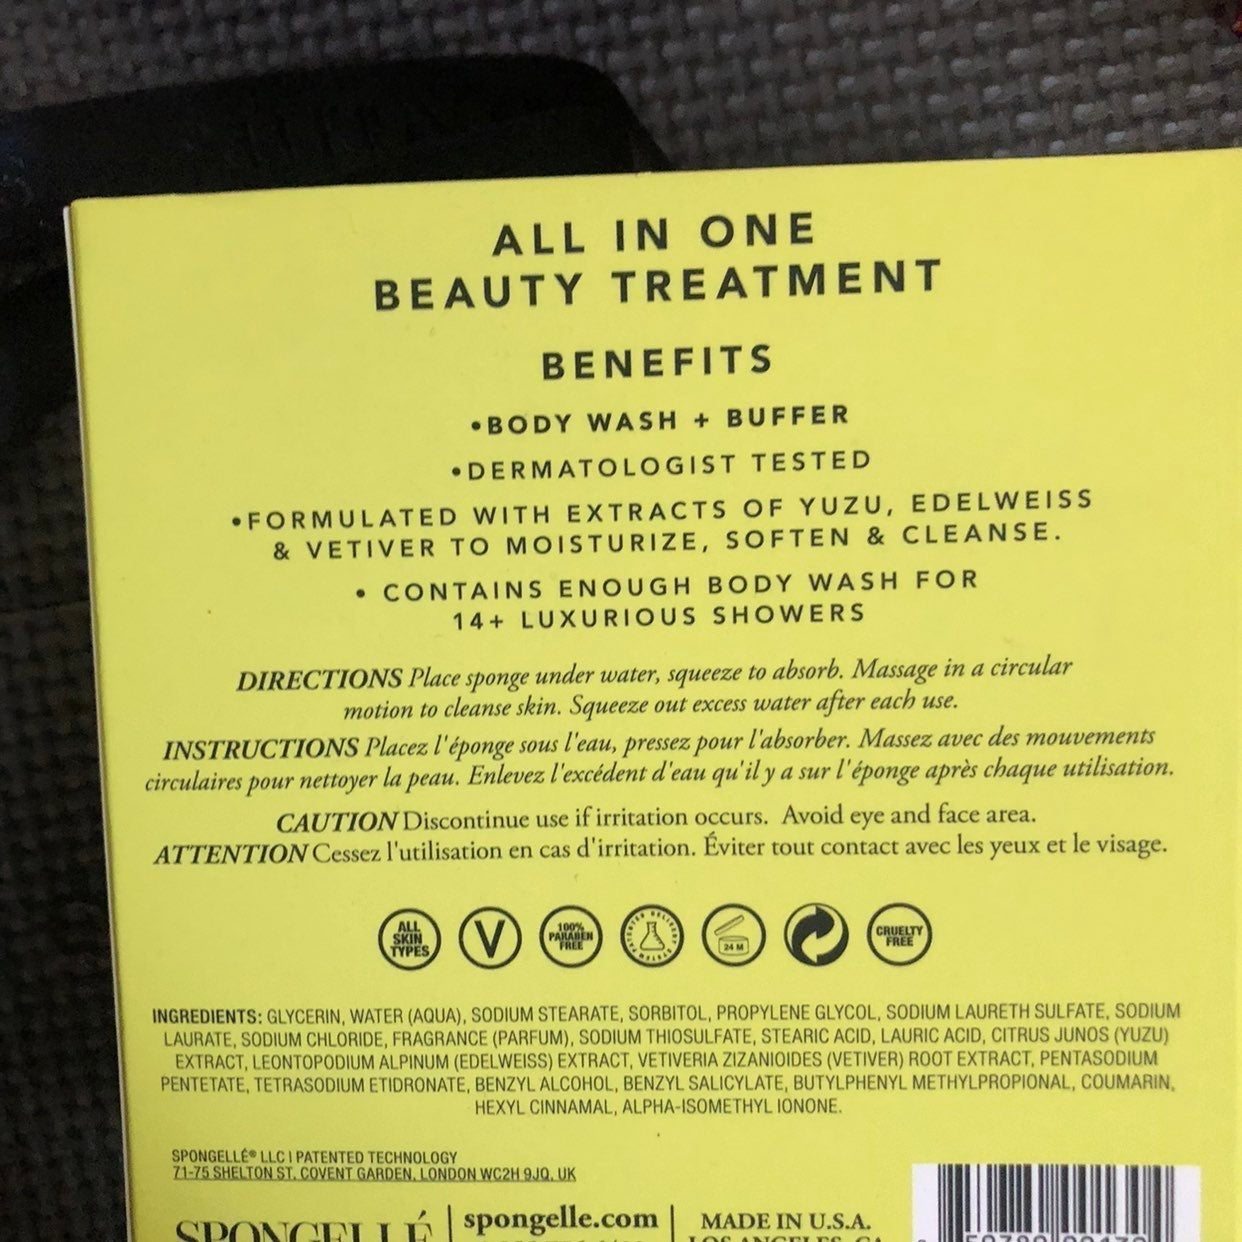 ALL IN ONE
BEAUTY TREATMENT
BENEFITS
•BODY WASH + BUFFER
•DERMATOLOGIST TESTED
•FORMULATED WITH EXTRACTS OF YUZU, EDELWEISS
& VETIVER TO MOISTURIZE, SOFTEN & CLEANSE.
• CONTAINS ENOUGH BODY WASH FOR
14+ LUXURIOUS SHOWERS
DIRECTIONS Place sponge under water, squeeze to absorb. Massage in a circular
motion to cleanse skin. Squeeze out excess water after each use.
INSTRUCTIONS Placez l'éponge sous l'eau, pressez pour l'absorber. Massez avec des mouvements
circulaires pour nettoyer la peau. Enlevez l'excédent d'eau qu'il y a sur l'éponge après chaque utilisation.
CAUTION Discontinue use if irritation occurs. Avoid eye and face area.
ATTENTION Cessez l'utilisation en cas d'irritation. Éviter tout contact avec les yeux et le visage.
ALL SKIN TYPES V 100% PARABEN FREE PATENTED DELIVERY SYSTEM 24 M CRUELTY FREE
INGREDIENTS: GLYCERIN, WATER (AQUA), SODIUM STEARATE, SORBITOL, PROPYLENE GLYCOL, SODIUM LAURETH SULFATE, SODIUM
LAURATE, SODIUM CHLORIDE, FRAGRANCE (PARFUM), SODIUM THIOSULFATE, STEARIC ACID, LAURIC ACID, CITRUS JUNOS (YUZU)
EXTRACT, LEONTOPODIUM ALPINUM (EDELWEISS) EXTRACT, VETIVERIA ZIZANIOIDES (VETIVER) ROOT EXTRACT, PENTASODIUM
PENTETATE, TETRASODIUM ETIDRONATE, BENZYL ALCOHOL, BENZYL SALICYLATE, BUTYLPHENYL METHYLPROPIONAL, COUMARIN,
HEXYL CINNAMAL, ALPHA-ISOMETHYL IONONE.
SPONGELLÉ® LLC | PATENTED TECHNOLOGY
71-75 SHELTON ST. COVENT GARDEN, LONDON WC2H 9JQ, UK
SPONGELLÉ spongelle.com MADE IN U.S.A.
LOS ANGELES, CA